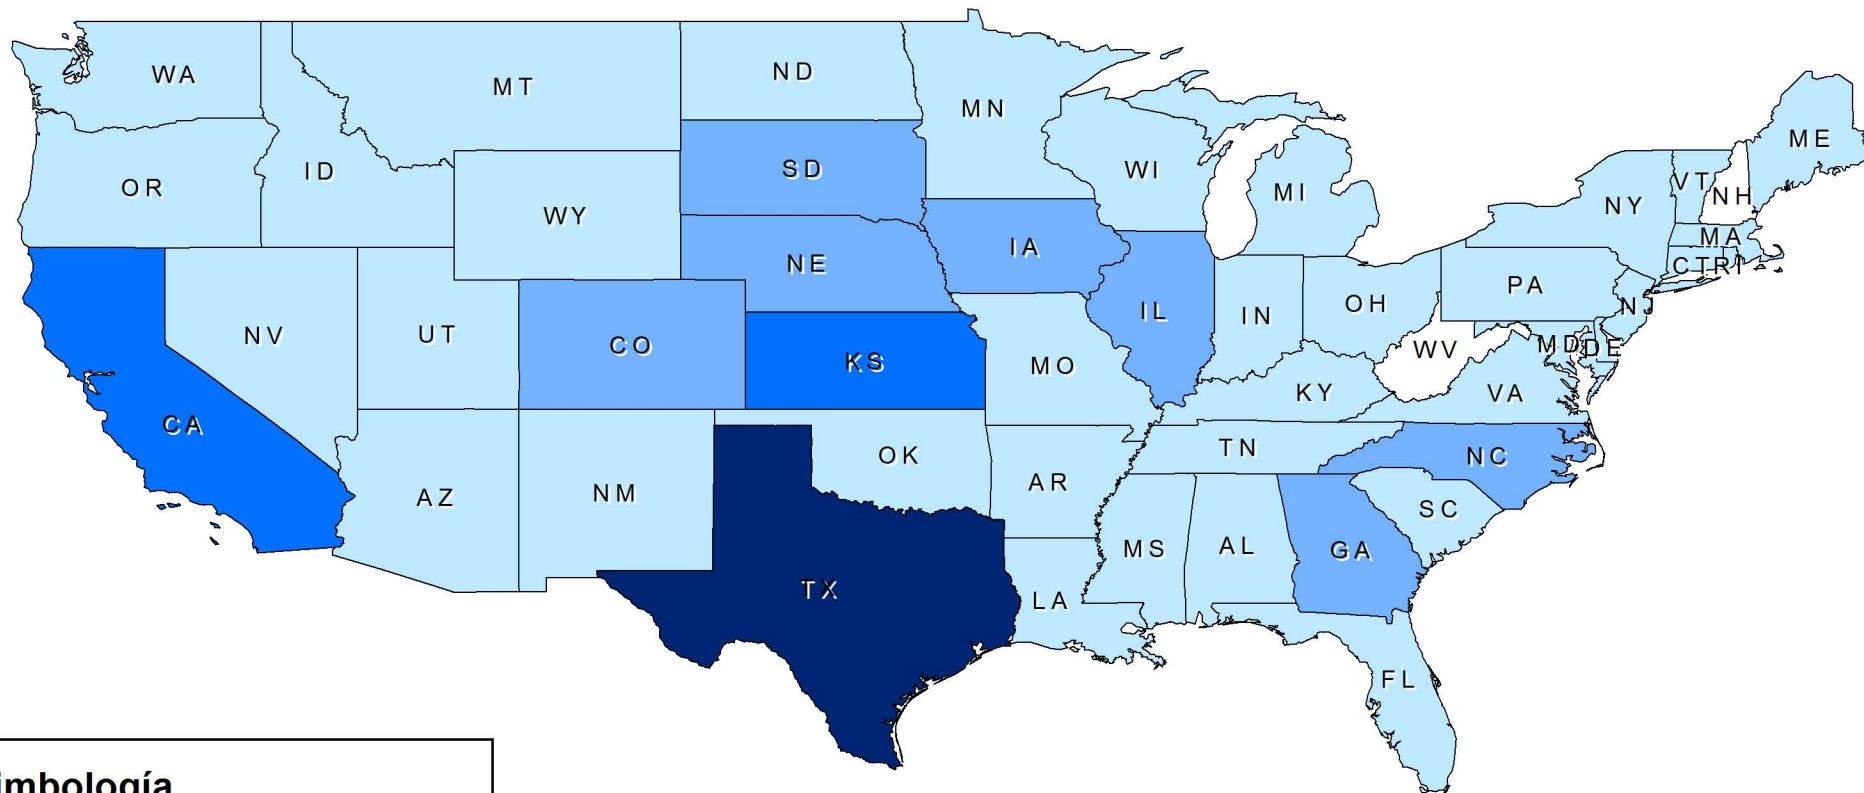 WA
MT
ND
MN
ME
OR
ID
SD
WI
MI
VT
NH
NY
WY
IA
MA
NE
CT
RI
PA
NV
UT
CO
IL
IN
OH
NJ
KS
MO
WV
MD
DE
KY
VA
CA
OK
TN
NC
AZ
NM
AR
SC
TX
MS
AL
GA
LA
FL
imbología